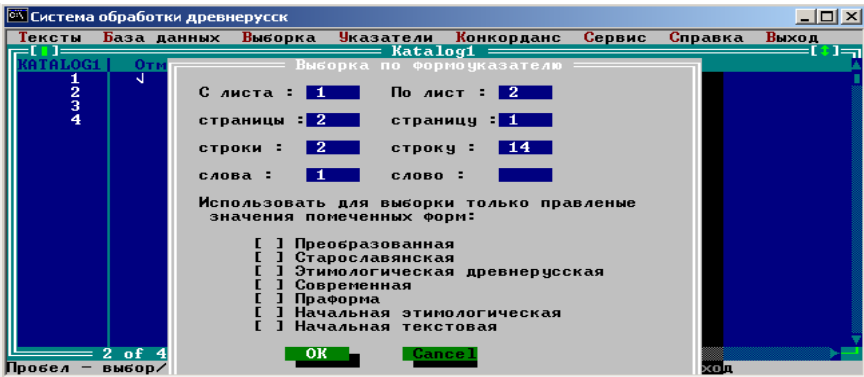 Система обработки древнерусск
Тексты База данных Выборка Указатели Конкорданс Сервис Справка Выход
Katalog1
KATALOG1 Отм
Выборка по формоуказателю
1 √
2
3
4
С листа : 1 По лист : 2
страницы : 2 страницу : 1
строки : 2 строку : 14
слова : 1 слово :
Использовать для выборки только правленые
значения помеченных форм:
[ ] Преобразованная
[ ] Старославянская
[ ] Этимологическая древнерусская
[ ] Современная
[ ] Праформа
[ ] Начальная этимологическая
[ ] Начальная текстовая
OK Cancel
2 of 4
Пробел - выбор/ ход